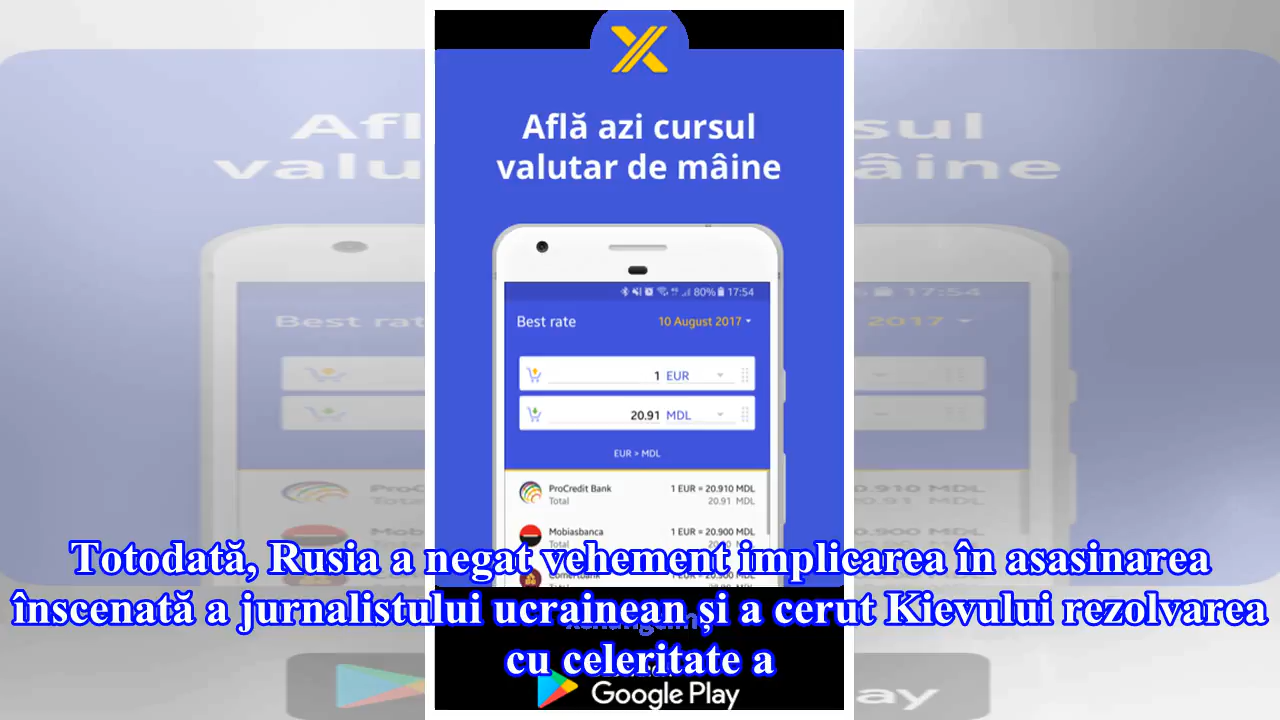 Află azi cursul
valutar de mâine
80% 17:54
Best rate 10 August 2017
1 EUR
20.91 MDL
EUR > MDL
ProCredit Bank 1 EUR = 20.910 MDL
Total 20.91 MDL
Mobiasbanca 1 EUR = 20.900 MDL
Totodată, Rusia a negat vehement implicarea în asasinarea
înscenată a jurnalistului ucrainean și a cerut Kievului rezolvarea
cu celeritate a
Google Play